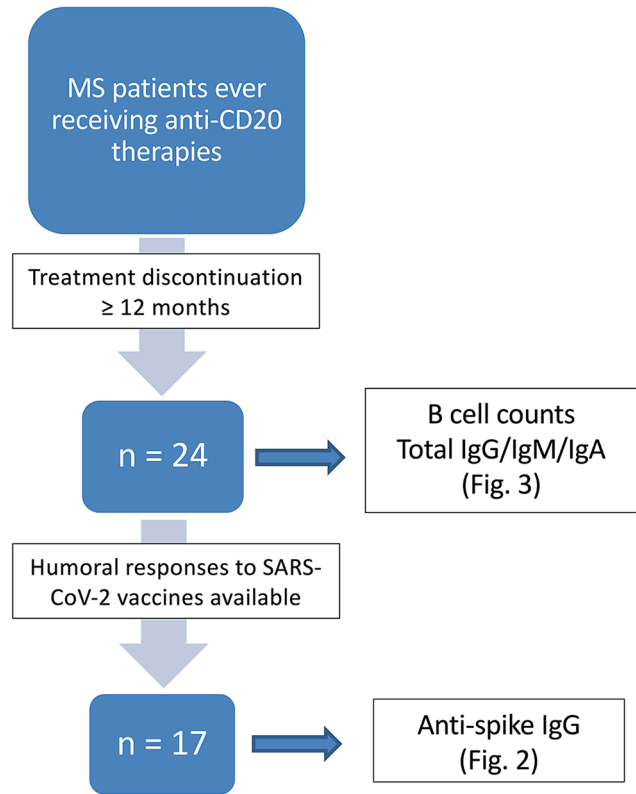 MS patients ever
receiving anti-CD20
therapies
Treatment discontinuation
≥ 12 months
n = 24
B cell counts
Total IgG/IgM/IgA
(Fig. 3)
Humoral responses to SARS-
CoV-2 vaccines available
n = 17
Anti-spike IgG
(Fig. 2)